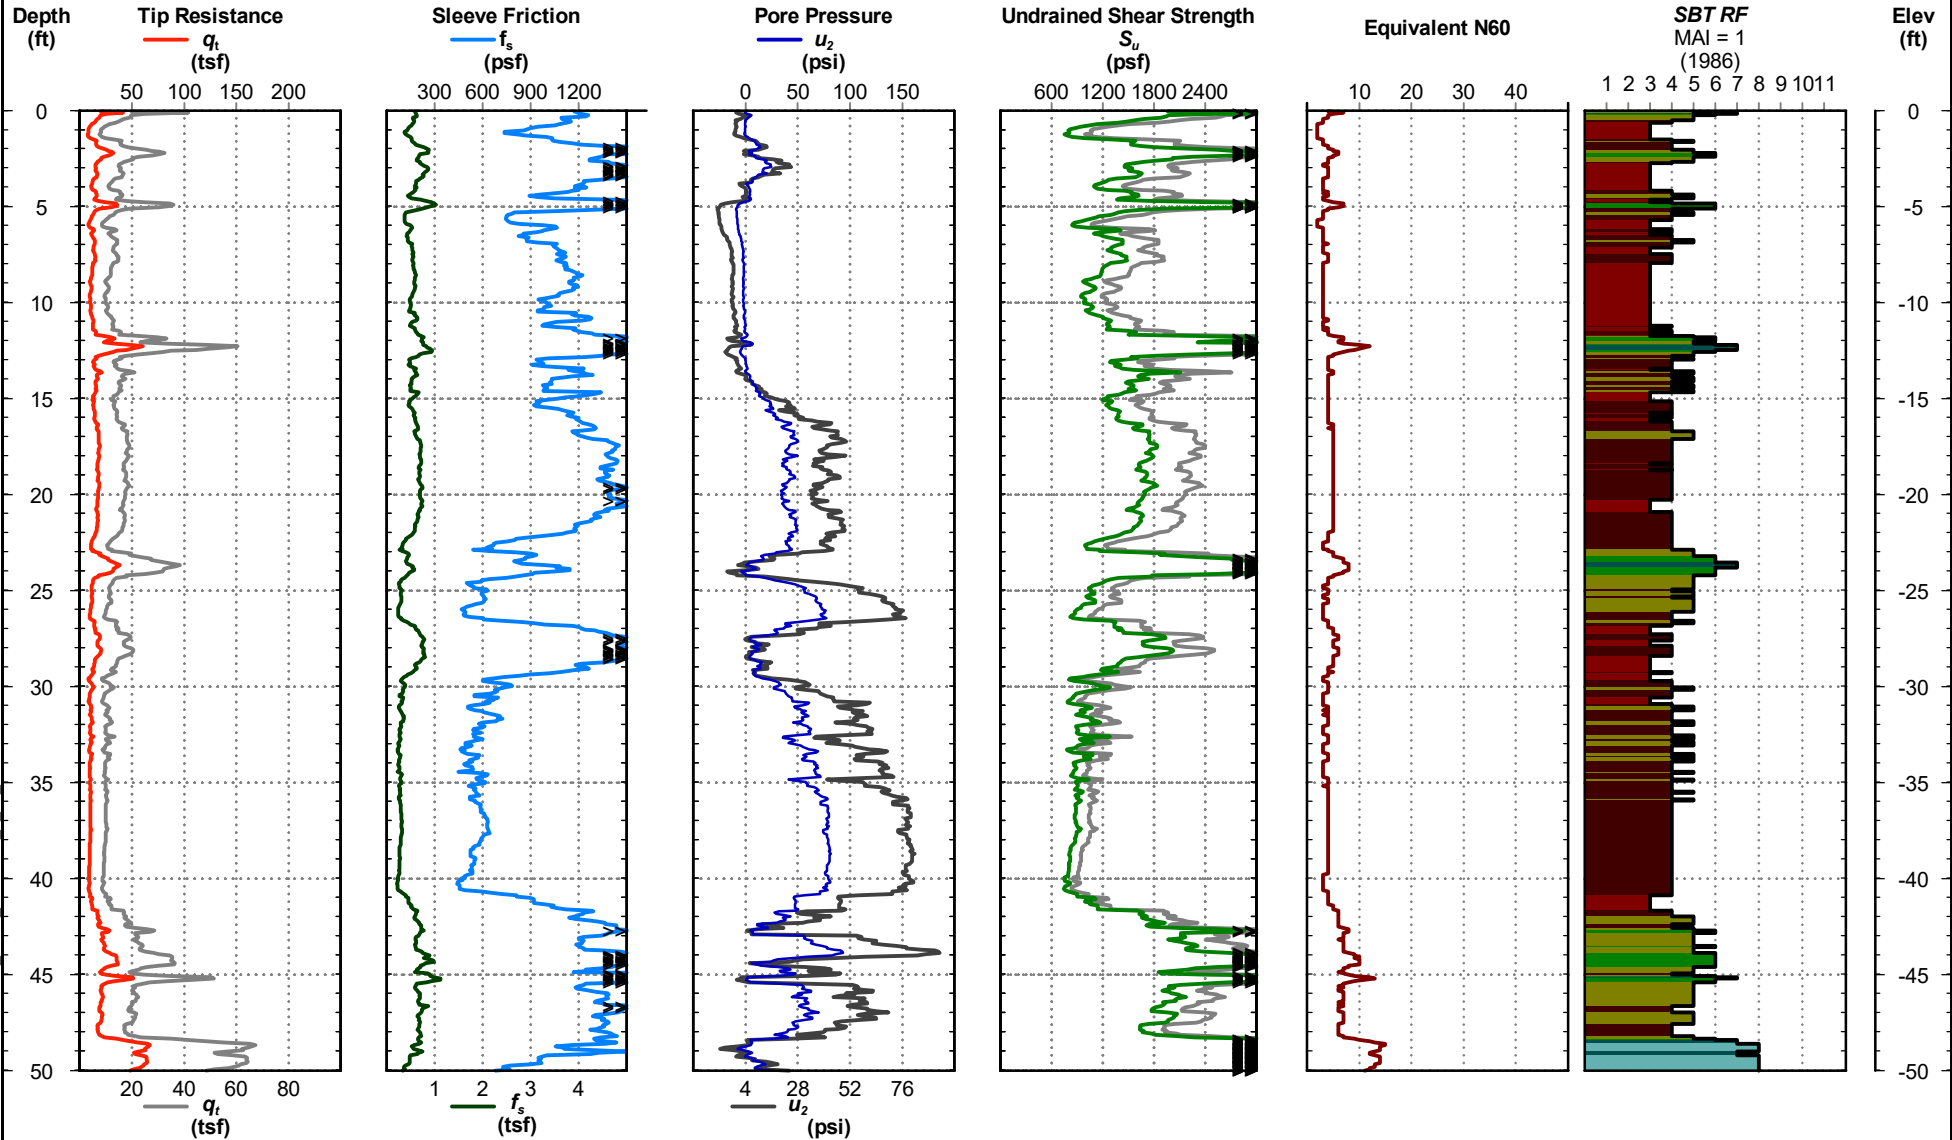 Depth
(ft)
Tip Resistance
qt
(tsf)
Sleeve Friction
fs
(psf)
Pore Pressure
u2
(psi)
Undrained Shear Strength
Su
(psf)
Equivalent N60
SBT RF
MAI = 1
(1986)
Elev
(ft)
50 100 150 200
300 600 900 1200
0 50 100 150
600 1200 1800 2400
10 20 30 40
1 2 3 4 5 6 7 8 9 10 11
0
5
10
15
20
25
30
35
40
45
50
0
-5
-10
-15
-20
-25
-30
-35
-40
-45
-50
20 40 60 80
qt
(tsf)
1 2 3 4
fs
(tsf)
4 28 52 76
u2
(psi)